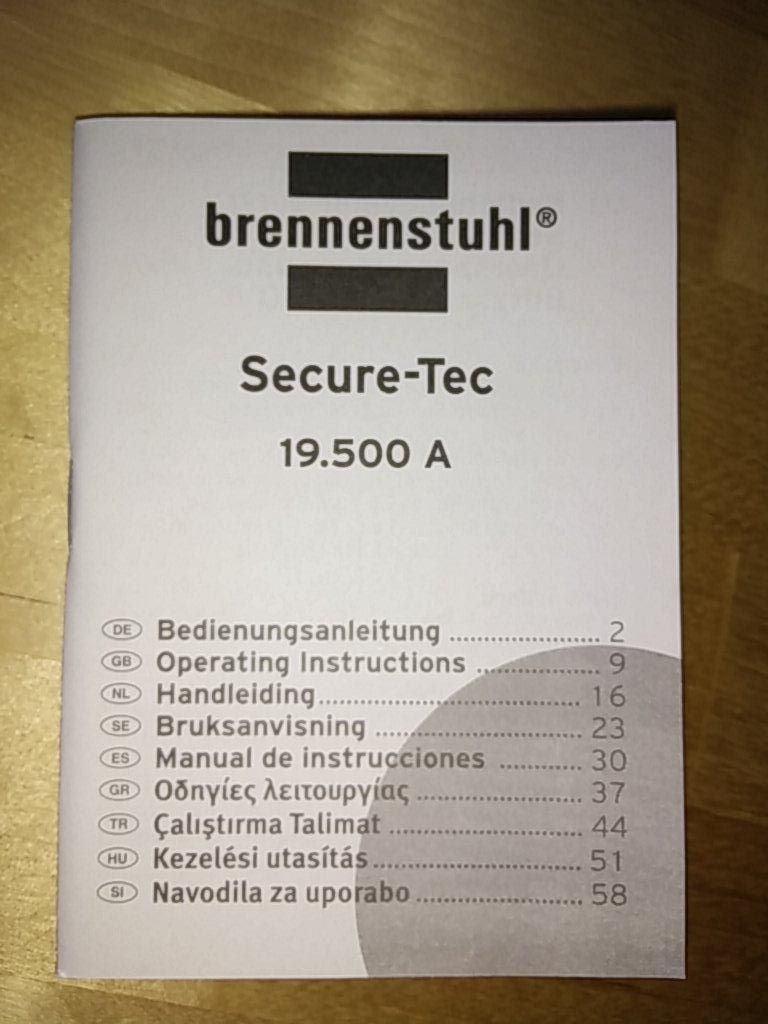 brennenstuhl®
Secure-Tec
19.500 A
DE Bedienungsanleitung ...................... 2
GB Operating Instructions .................. 9
NL Handleiding...................................... 16
SE Bruksanvisning .............................. 23
ES Manual de instrucciones ............ 30
GR Οδηγίες λειτουργίας ........................ 37
TR Çalıştırma Talimat ............................ 44
HU Kezelési utasítás.............................. 51
SI Navodila za uporabo ........................ 58